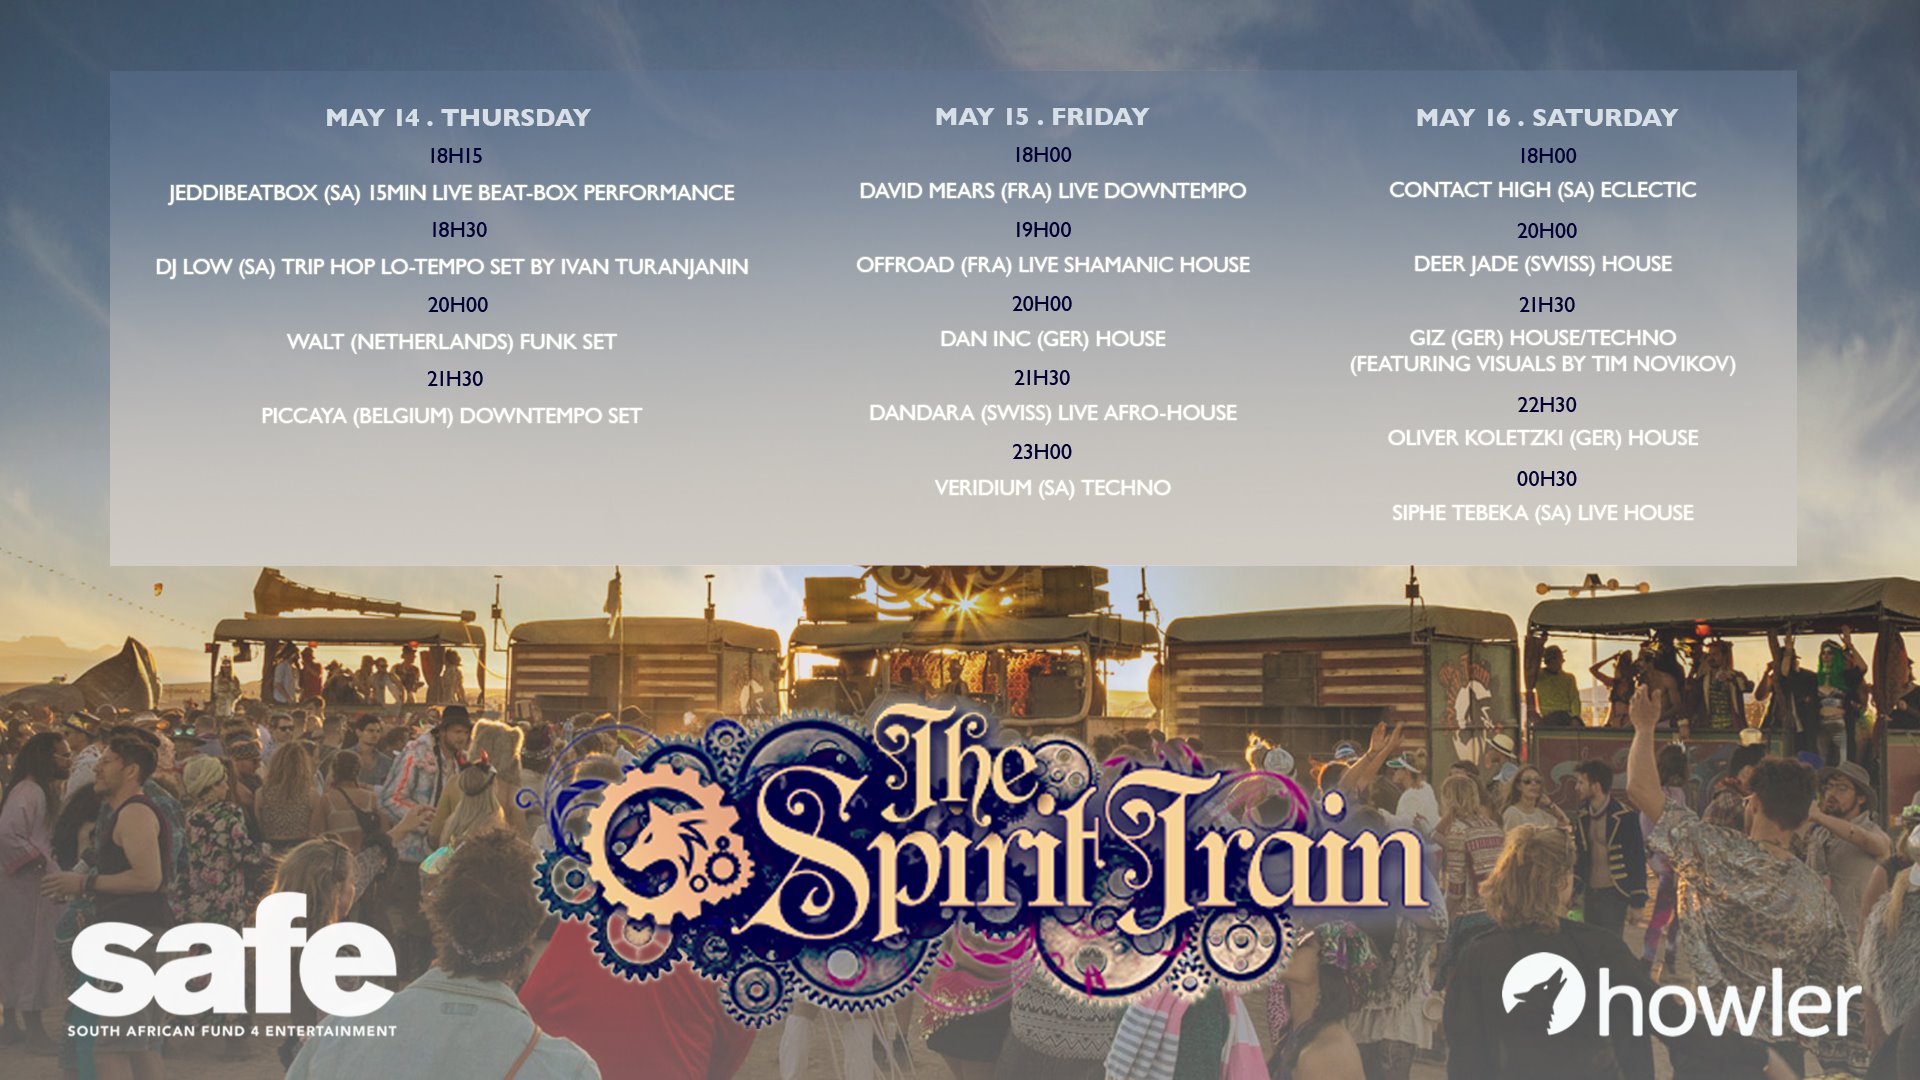 MAY 14 . THURSDAY
18H15
JEDDIBEATBOX (SA) 15MIN LIVE BEAT-BOX PERFORMANCE
18H30
DJ LOW (SA) TRIP HOP LO-TEMPO SET BY IVAN TURANJANIN
20H00
WALT (NETHERLANDS) FUNK SET
21H30
PICCAYA (BELGIUM) DOWNTEMPO SET
MAY 15 . FRIDAY
18H00
DAVID MEARS (FRA) LIVE DOWNTEMPO
19H00
OFFROAD (FRA) LIVE SHAMANIC HOUSE
20H00
DAN INC (GER) HOUSE
21H30
DANDARA (SWISS) LIVE AFRO-HOUSE
23H00
VERIDIUM (SA) TECHNO
MAY 16 . SATURDAY
18H00
CONTACT HIGH (SA) ECLECTIC
20H00
DEER JADE (SWISS) HOUSE
21H30
GIZ (GER) HOUSE/TECHNO
(FEATURING VISUALS BY TIM NOVIKOV)
22H30
OLIVER KOLETZKI (GER) HOUSE
00H30
SIPHE TEBEKA (SA) LIVE HOUSE
The
Spirit Train
safe
SOUTH AFRICAN FUND 4 ENTERTAINMENT
howler